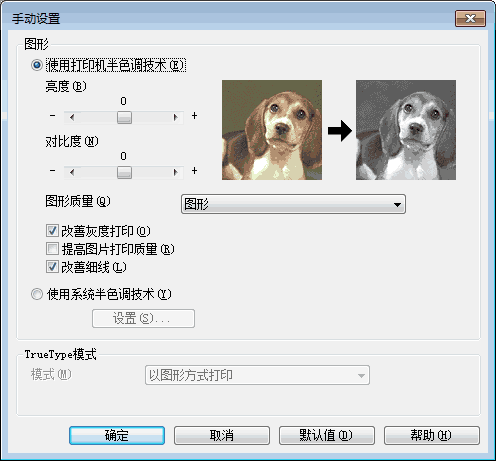 手动设置
图形
使用打印机半色调技术(E)
亮度(B)
0
- +
对比度(N)
0
- +
图形质量(Q) 图形
改善灰度打印(O)
提高图片打印质量(R)
改善细线(L)
使用系统半色调技术(Y)
设置(S)...
TrueType模式
模式(M) 以图形方式打印
确定 取消 默认值(D) 帮助(H)